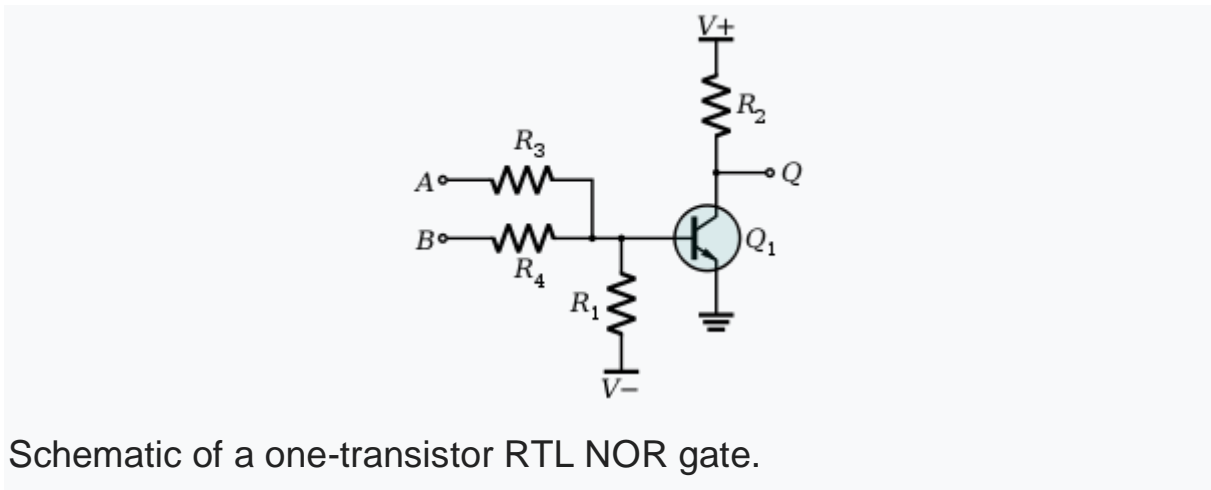 V+
R2
R3
A
Q
B
Q1
R4
R1
V−
Schematic of a one-transistor RTL NOR gate.